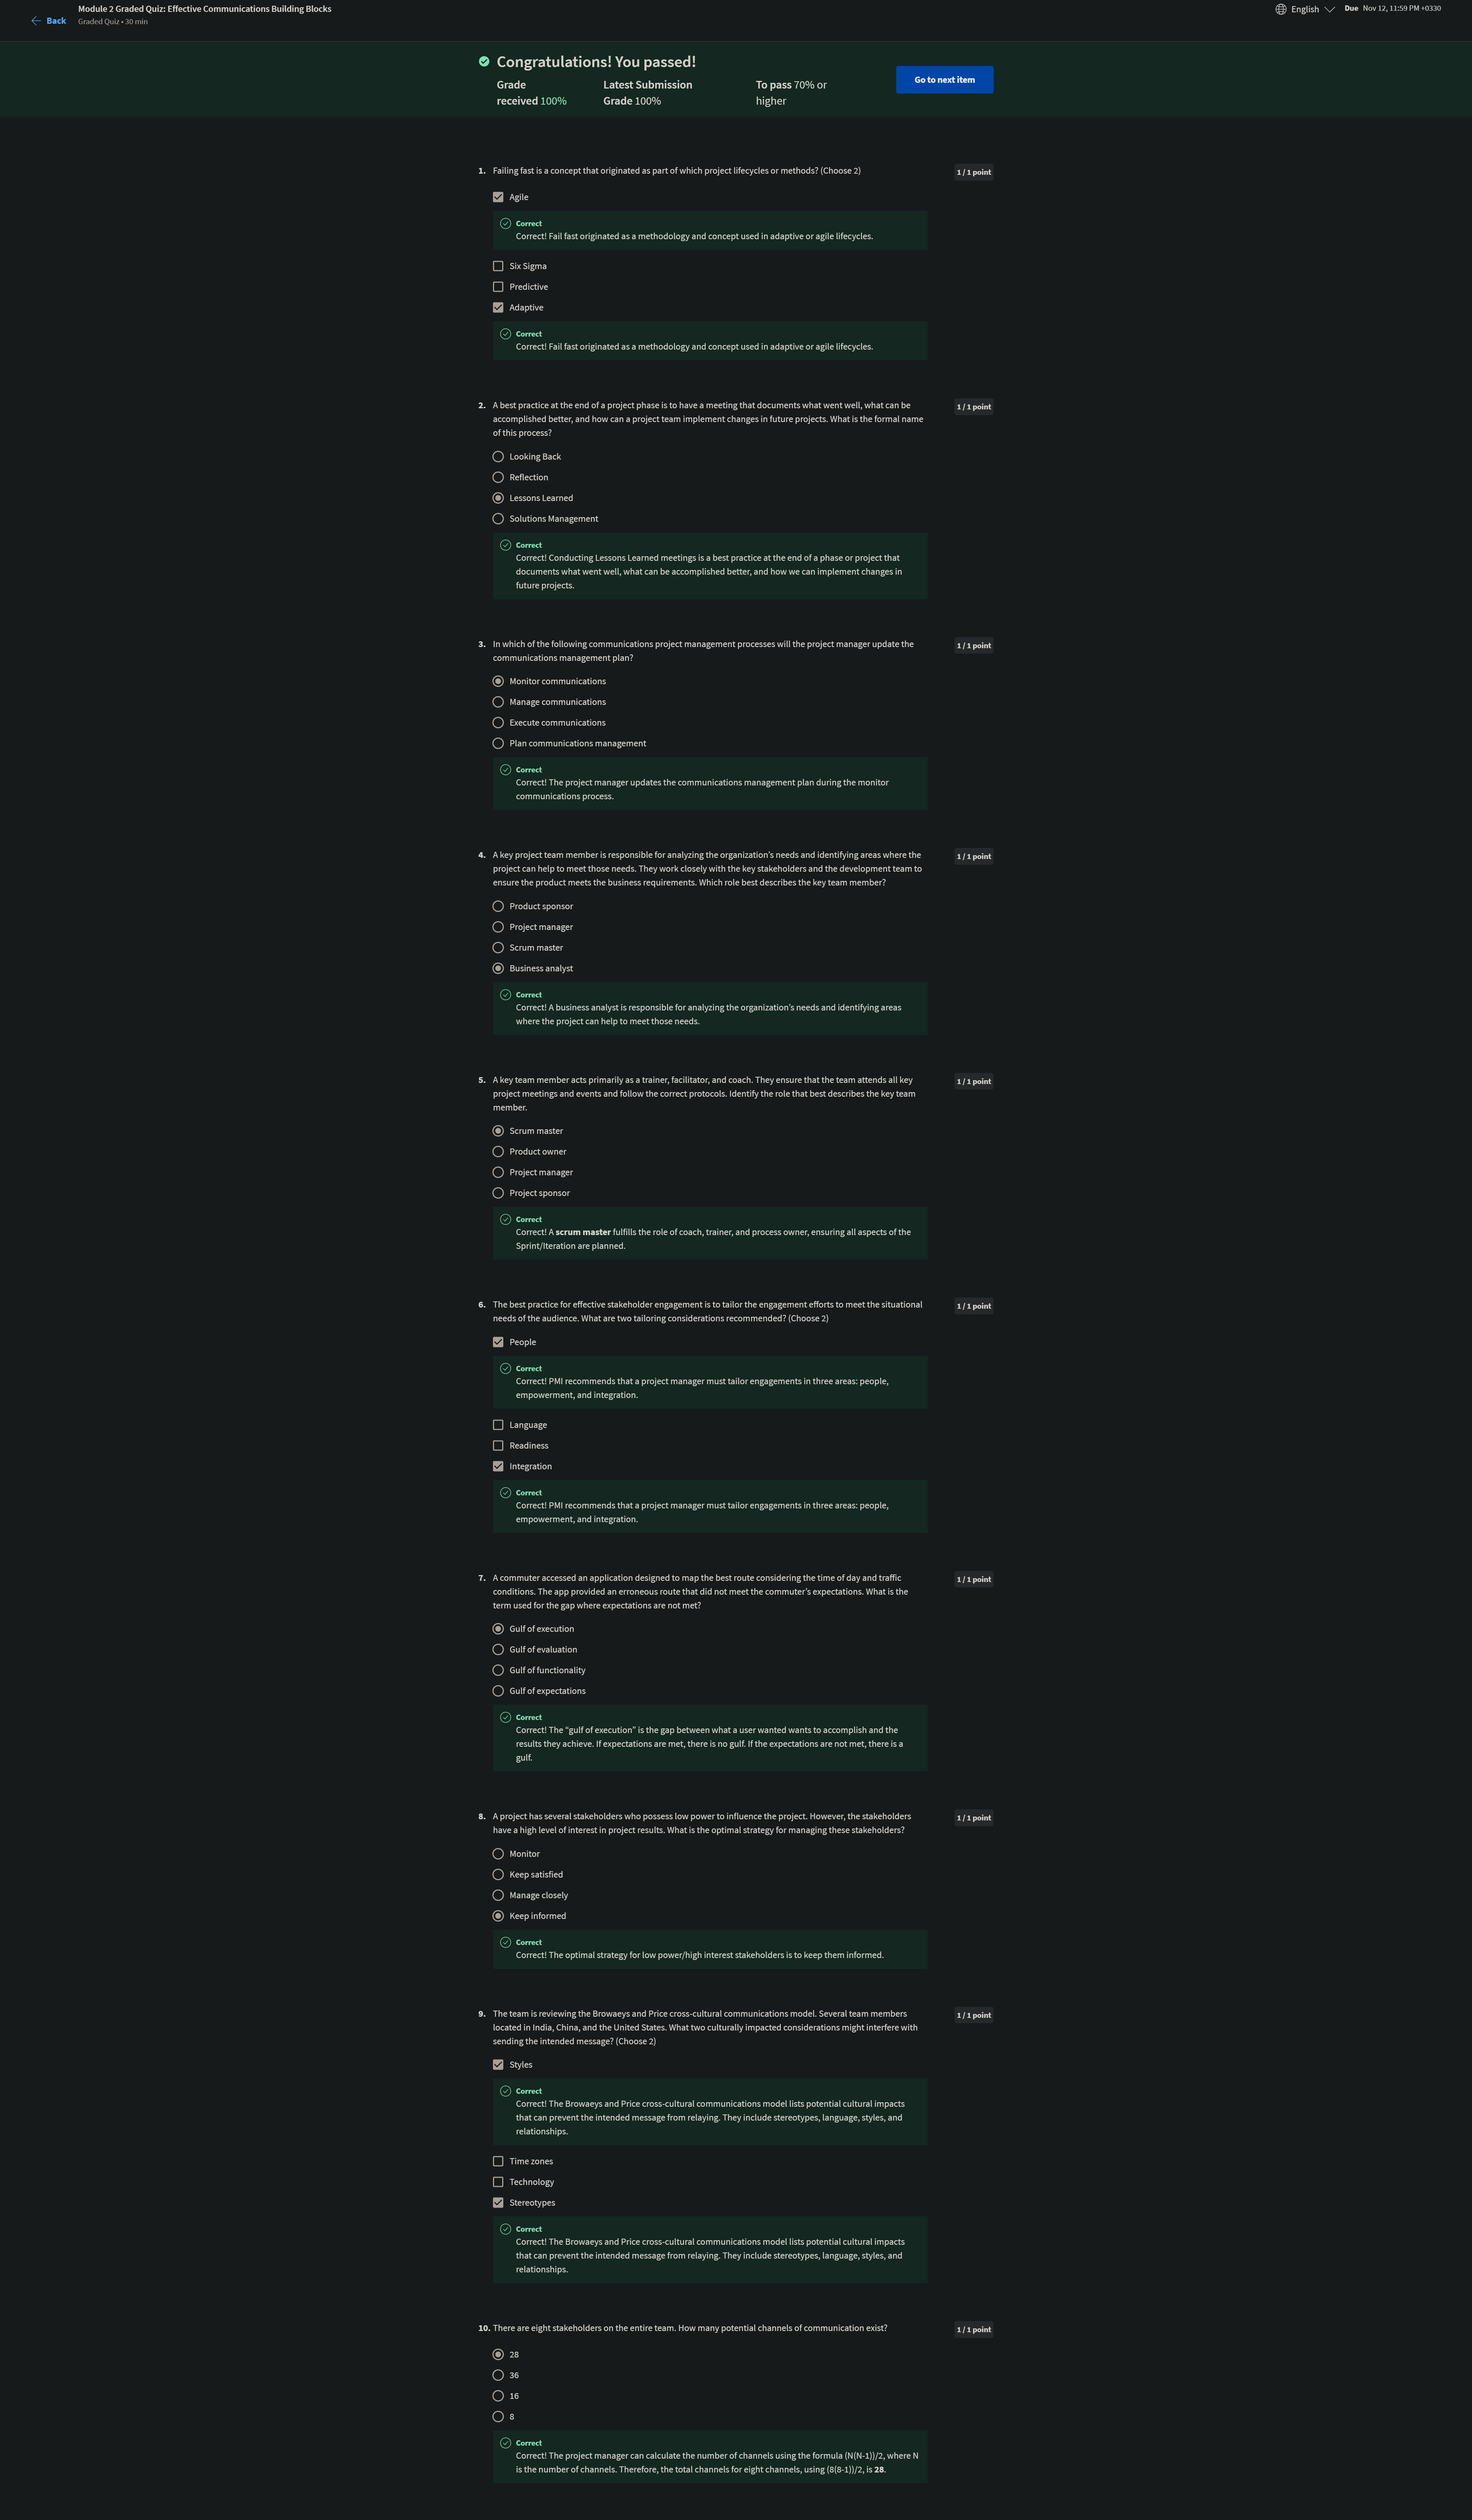 Back
Module 2 Graded Quiz: Effective Communications Building Blocks
Graded Quiz • 30 min
English
Due Nov 12, 11:59 PM +0330
Congratulations! You passed!
Grade received 100%
Latest Submission Grade 100%
To pass 70% or higher
Go to next item
1. Failing fast is a concept that originated as part of which project lifecycles or methods? (Choose 2)
1 / 1 point
Agile
Correct
Correct! Fail fast originated as a methodology and concept used in adaptive or agile lifecycles.
Six Sigma
Predictive
Adaptive
Correct
Correct! Fail fast originated as a methodology and concept used in adaptive or agile lifecycles.
2. A best practice at the end of a project phase is to have a meeting that documents what went well, what can be
accomplished better, and how can a project team implement changes in future projects. What is the formal name
of this process?
1 / 1 point
Looking Back
Reflection
Lessons Learned
Solutions Management
Correct
Correct! Conducting Lessons Learned meetings is a best practice at the end of a phase or project that
documents what went well, what can be accomplished better, and how we can implement changes in
future projects.
3. In which of the following communications project management processes will the project manager update the
communications management plan?
1 / 1 point
Monitor communications
Manage communications
Execute communications
Plan communications management
Correct
Correct! The project manager updates the communications management plan during the monitor
communications process.
4. A key project team member is responsible for analyzing the organization's needs and identifying areas where the
project can help to meet those needs. They work closely with the key stakeholders and the development team to
ensure the product meets the business requirements. Which role best describes the key team member?
1 / 1 point
Product sponsor
Project manager
Scrum master
Business analyst
Correct
Correct! A business analyst is responsible for analyzing the organization's needs and identifying areas
where the project can help to meet those needs.
5. A key team member acts primarily as a trainer, facilitator, and coach. They ensure that the team attends all key
project meetings and events and follow the correct protocols. Identify the role that best describes the key team
member.
1 / 1 point
Scrum master
Product owner
Project manager
Project sponsor
Correct
Correct! A scrum master fulfills the role of coach, trainer, and process owner, ensuring all aspects of the
Sprint/Iteration are planned.
6. The best practice for effective stakeholder engagement is to tailor the engagement efforts to meet the situational
needs of the audience. What are two tailoring considerations recommended? (Choose 2)
1 / 1 point
People
Correct
Correct! PMI recommends that a project manager must tailor engagements in three areas: people,
empowerment, and integration.
Language
Readiness
Integration
Correct
Correct! PMI recommends that a project manager must tailor engagements in three areas: people,
empowerment, and integration.
7. A commuter accessed an application designed to map the best route considering the time of day and traffic
conditions. The app provided an erroneous route that did not meet the commuter's expectations. What is the
term used for the gap where expectations are not met?
1 / 1 point
Gulf of execution
Gulf of evaluation
Gulf of functionality
Gulf of expectations
Correct
Correct! The “gulf of execution” is the gap between what a user wanted wants to accomplish and the
results they achieve. If expectations are met, there is no gulf. If the expectations are not met, there is a
gulf.
8. A project has several stakeholders who possess low power to influence the project. However, the stakeholders
have a high level of interest in project results. What is the optimal strategy for managing these stakeholders?
1 / 1 point
Monitor
Keep satisfied
Manage closely
Keep informed
Correct
Correct! The optimal strategy for low power/high interest stakeholders is to keep them informed.
9. The team is reviewing the Browaeys and Price cross-cultural communications model. Several team members
located in India, China, and the United States. What two culturally impacted considerations might interfere with
sending the intended message? (Choose 2)
1 / 1 point
Styles
Correct
Correct! The Browaeys and Price cross-cultural communications model lists potential cultural impacts
that can prevent the intended message from relaying. They include stereotypes, language, styles, and
relationships.
Time zones
Technology
Stereotypes
Correct
Correct! The Browaeys and Price cross-cultural communications model lists potential cultural impacts
that can prevent the intended message from relaying. They include stereotypes, language, styles, and
relationships.
10. There are eight stakeholders on the entire team. How many potential channels of communication exist?
1 / 1 point
28
36
16
8
Correct
Correct! The project manager can calculate the number of channels using the formula (N(N-1))/2, where N
is the number of channels. Therefore, the total channels for eight channels, using (8(8-1))/2, is 28.